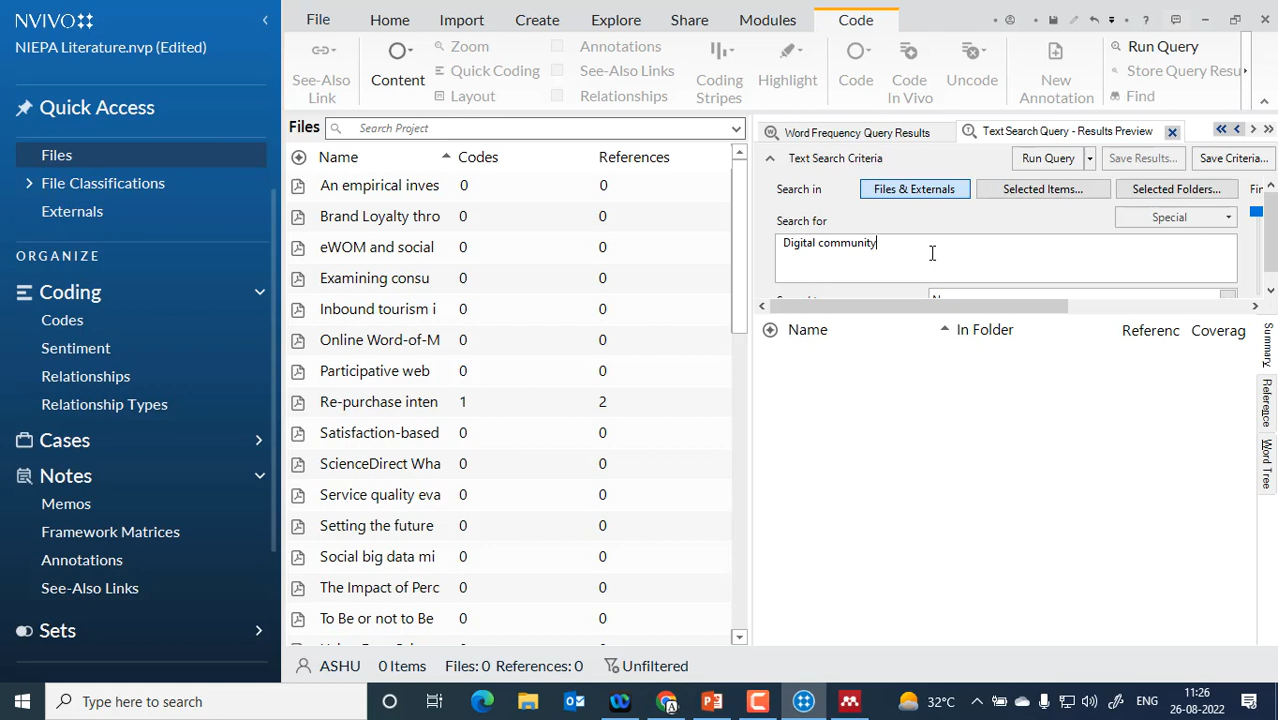 NVIVO
NIEPA Literature.nvp (Edited)
Quick Access
Files
File Classifications
Externals
ORGANIZE
Coding
Codes
Sentiment
Relationships
Relationship Types
Cases
Notes
Memos
Framework Matrices
Annotations
See-Also Links
Sets
File Home Import Create Explore Share Modules Code
See-Also Link
Content
Zoom
Quick Coding
Layout
Annotations
See-Also Links
Relationships
Coding Stripes
Highlight
Code
Code In Vivo
Uncode
New Annotation
Run Query
Store Query Resu
Find
Files Search Project
Name Codes References
An empirical inves 0 0
Brand Loyalty thro 0 0
eWOM and social 0 0
Examining consu 0 0
Inbound tourism i 0 0
Online Word-of-M 0 0
Participative web 0 0
Re-purchase inten 1 2
Satisfaction-based 0 0
ScienceDirect Wha 0 0
Service quality eva 0 0
Setting the future 0 0
Social big data mi 0 0
The Impact of Perc 0 0
To Be or not to Be 0 0
Word Frequency Query Results Text Search Query - Results Preview
Text Search Criteria Run Query Save Results... Save Criteria...
Search in Files & Externals Selected Items... Selected Folders... Fin
Search for Special
Digital community
Name In Folder Referenc Coverag
Summary
Reference
Word Tree
ASHU 0 Items Files: 0 References: 0 Unfiltered
Type here to search
32°C
ENG
11:26
26-08-2022